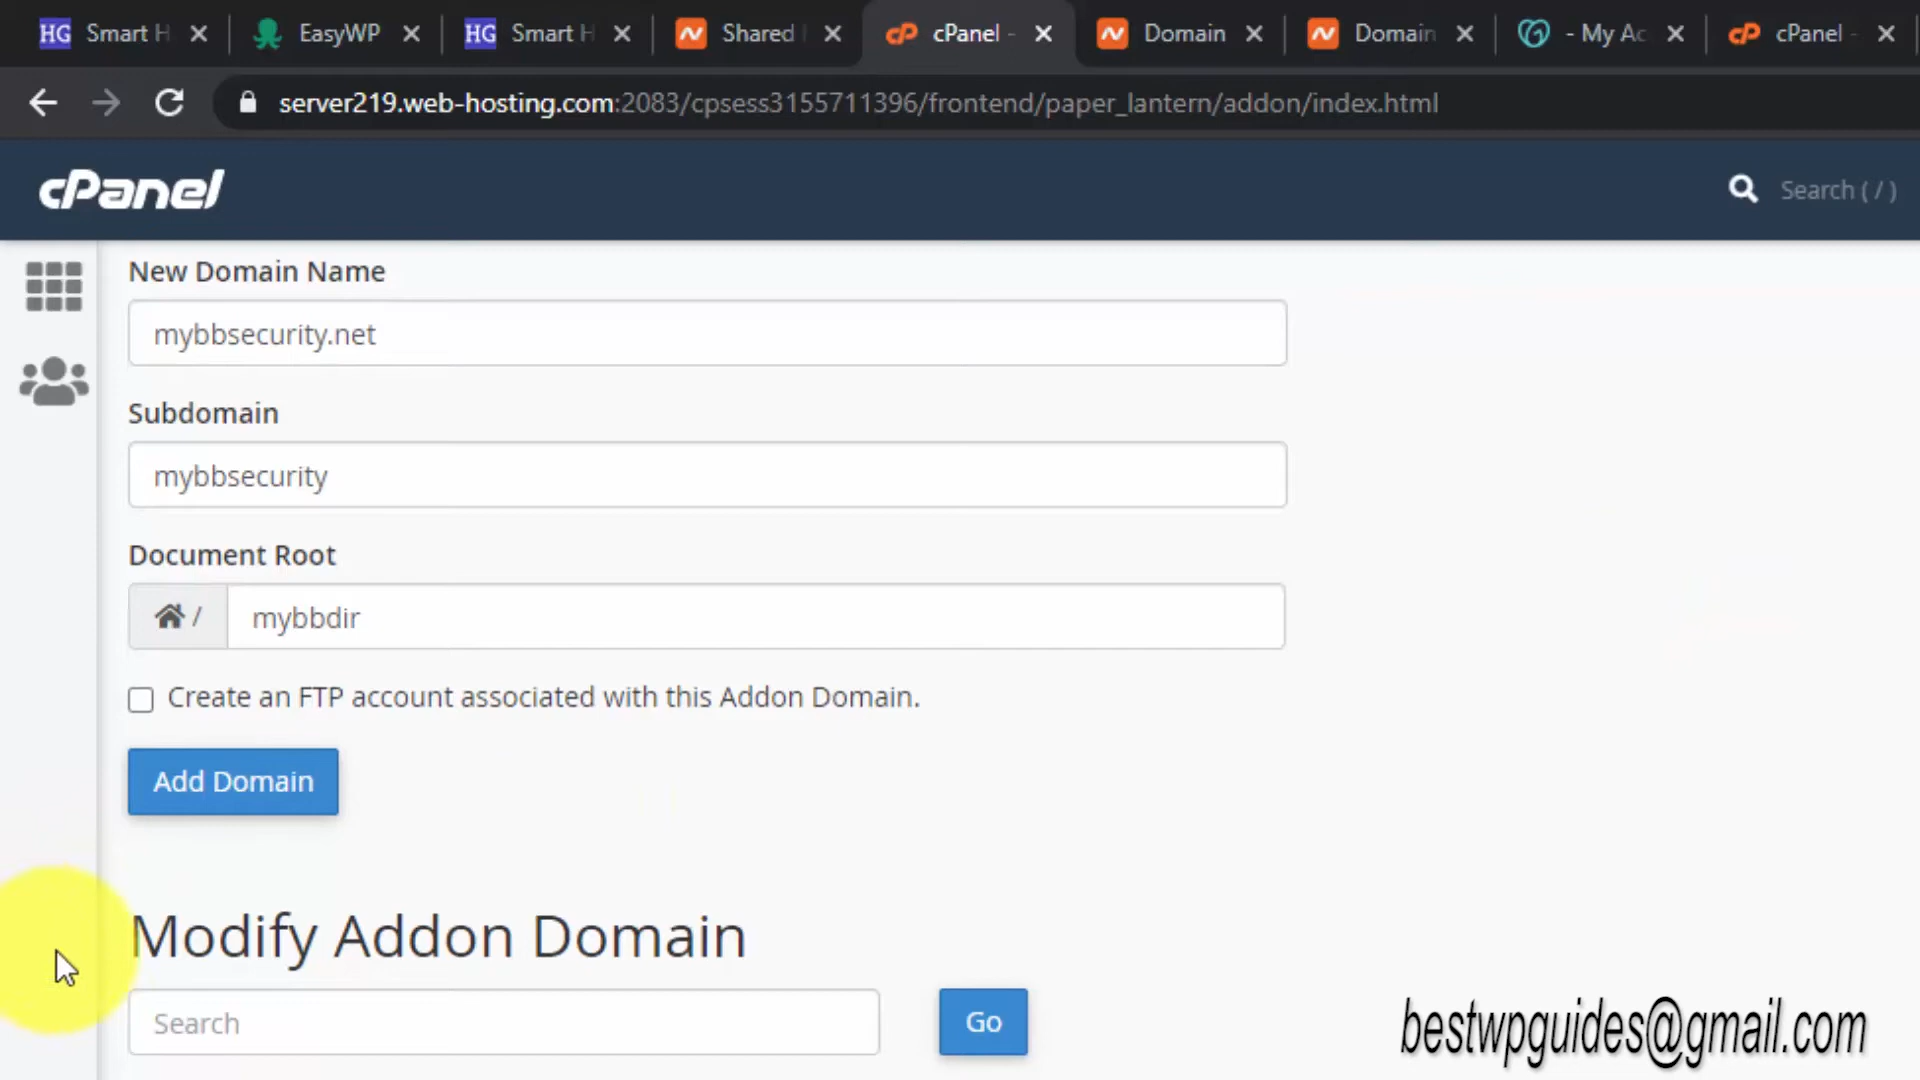 HG Smart H EasyWP HG Smart H Shared cP cPanel - Domain Domain - My Ac cP cPanel -
server219.web-hosting.com:2083/cpsess3155711396/frontend/paper_lantern/addon/index.html
cPanel Search ( / )
New Domain Name
mybbsecurity.net
Subdomain
mybbsecurity
Document Root
/ mybbdir
Create an FTP account associated with this Addon Domain.
Add Domain
Modify Addon Domain
Search Go
bestwpguides@gmail.com